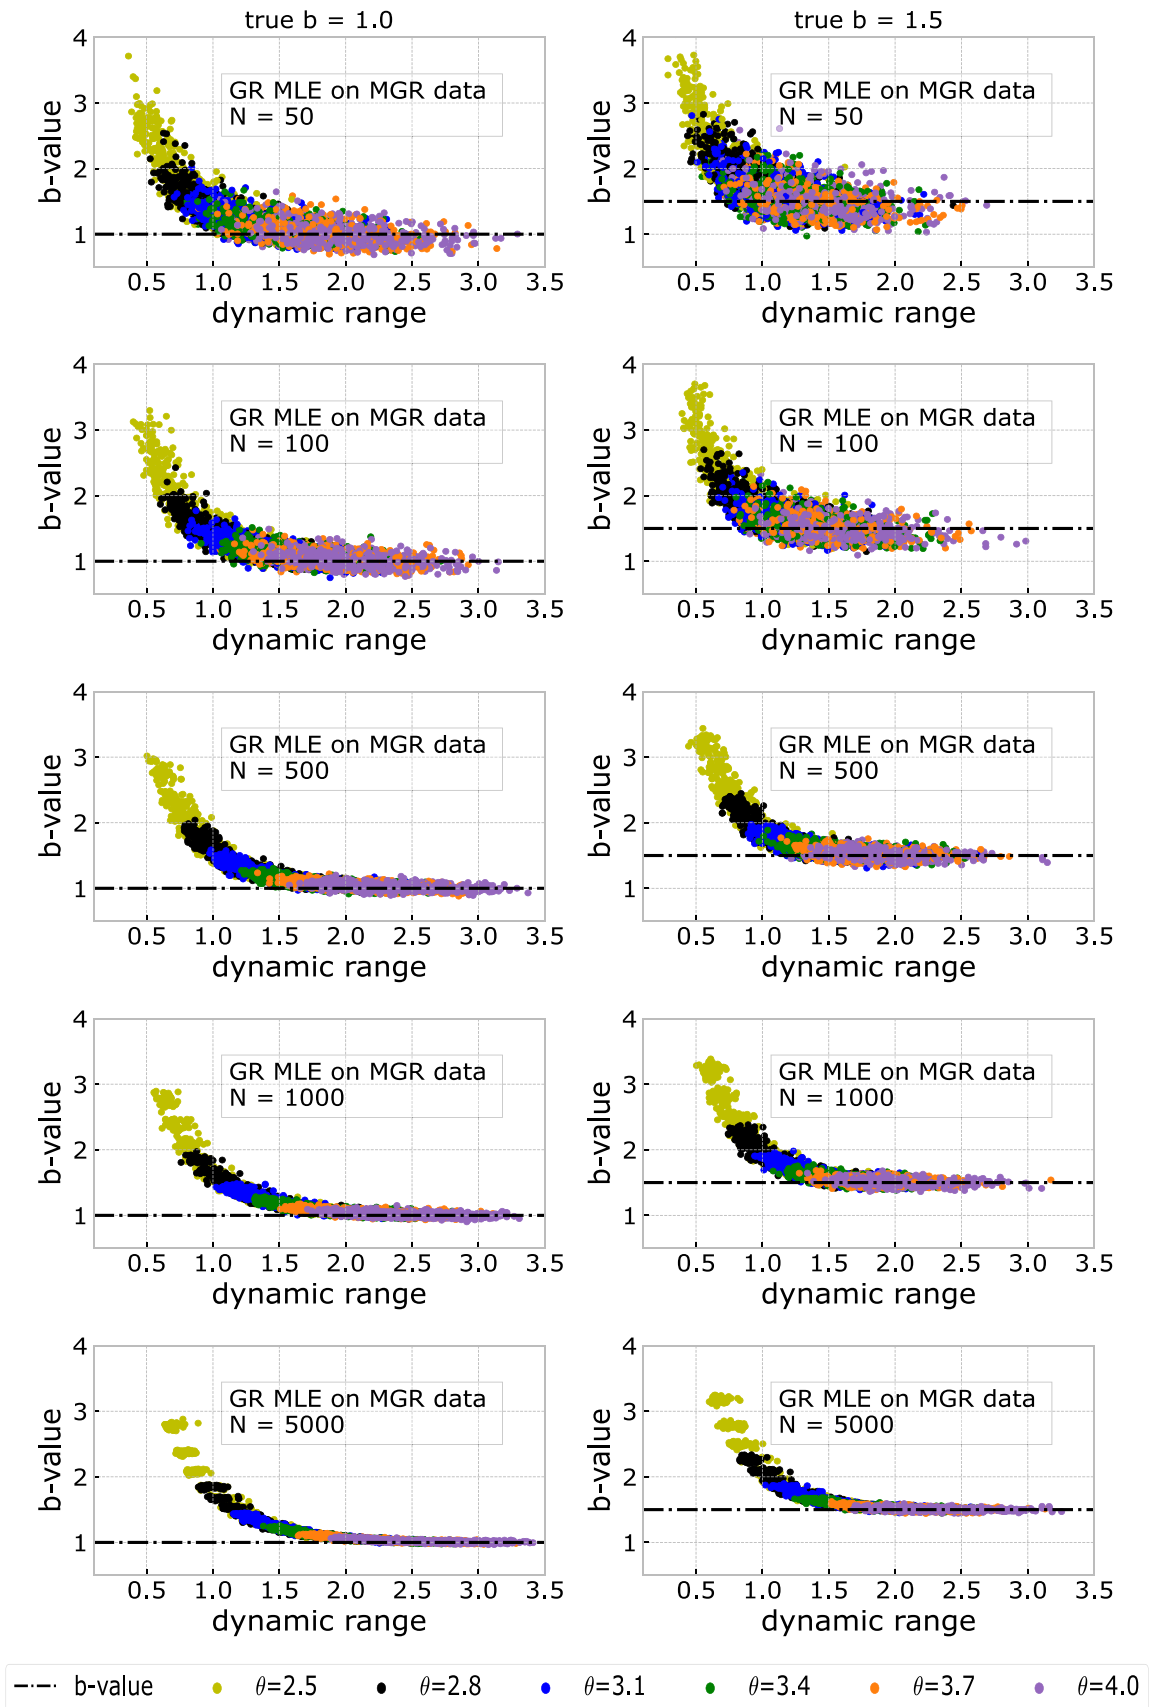 true b = 1.0
4
3
2
1
b-value
GR MLE on MGR data
N = 50
0.5 1.0 1.5 2.0 2.5 3.0 3.5
dynamic range
true b = 1.5
4
3
2
1
b-value
GR MLE on MGR data
N = 50
0.5 1.0 1.5 2.0 2.5 3.0 3.5
dynamic range
4
3
2
1
b-value
GR MLE on MGR data
N = 100
0.5 1.0 1.5 2.0 2.5 3.0 3.5
dynamic range
4
3
2
1
b-value
GR MLE on MGR data
N = 100
0.5 1.0 1.5 2.0 2.5 3.0 3.5
dynamic range
4
3
2
1
b-value
GR MLE on MGR data
N = 500
0.5 1.0 1.5 2.0 2.5 3.0 3.5
dynamic range
4
3
2
1
b-value
GR MLE on MGR data
N = 500
0.5 1.0 1.5 2.0 2.5 3.0 3.5
dynamic range
4
3
2
1
b-value
GR MLE on MGR data
N = 1000
0.5 1.0 1.5 2.0 2.5 3.0 3.5
dynamic range
4
3
2
1
b-value
GR MLE on MGR data
N = 1000
0.5 1.0 1.5 2.0 2.5 3.0 3.5
dynamic range
4
3
2
1
b-value
GR MLE on MGR data
N = 5000
0.5 1.0 1.5 2.0 2.5 3.0 3.5
dynamic range
4
3
2
1
b-value
GR MLE on MGR data
N = 5000
0.5 1.0 1.5 2.0 2.5 3.0 3.5
dynamic range
b-value θ=2.5 θ=2.8 θ=3.1 θ=3.4 θ=3.7 θ=4.0